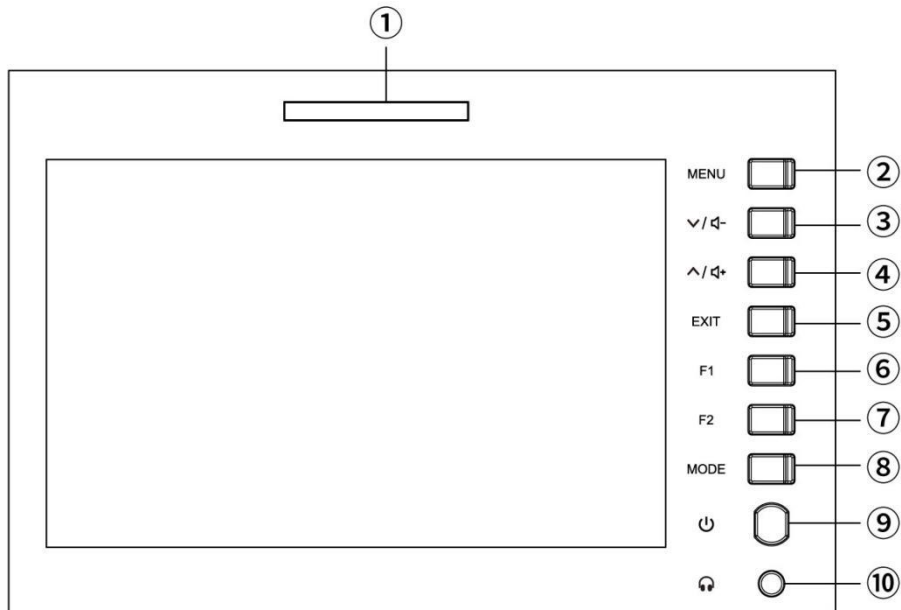 ①
MENU ②
∨/🔈- ③
∧/🔈+ ④
EXIT ⑤
F1 ⑥
F2 ⑦
MODE ⑧
⑨
⑩